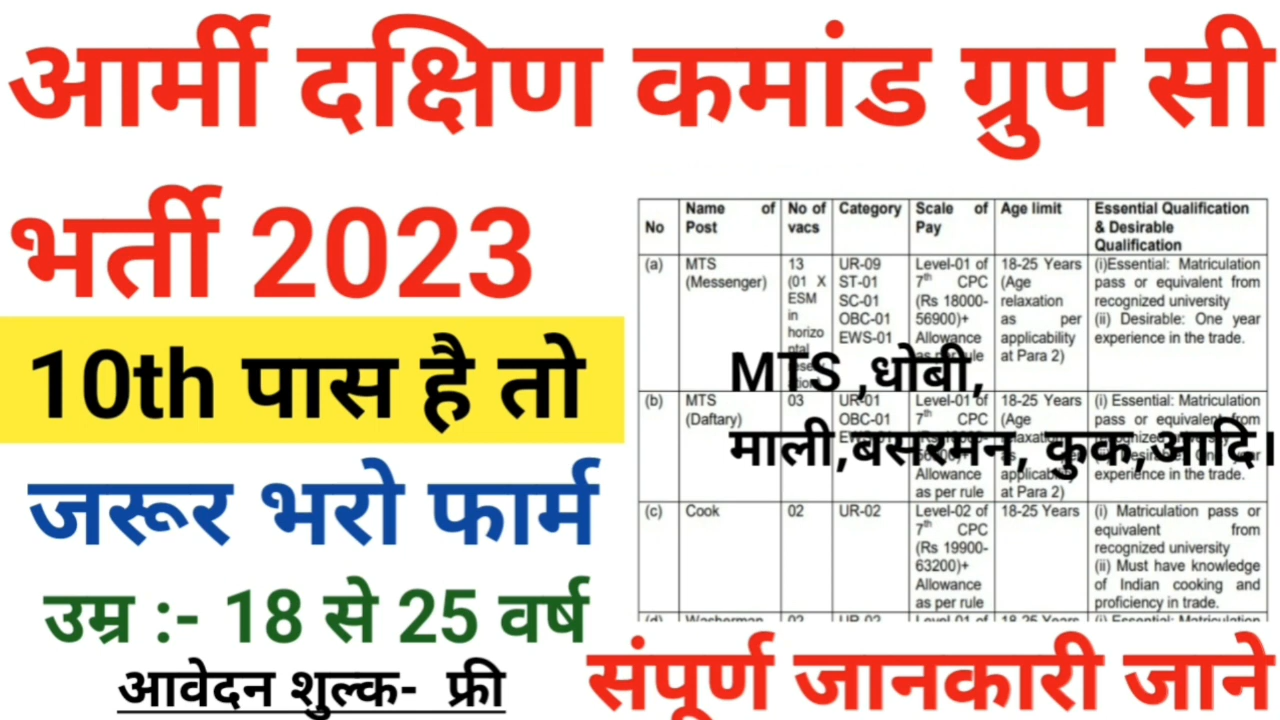 आर्मी दक्षिण कमांड ग्रुप सी
भर्ती 2023
10th पास है तो
जरूर भरो फार्म
उम्र :- 18 से 25 वर्ष
आवेदन शुल्क- फ्री
No
Name of
Post
No of
vacs
Category
Scale of
Pay
Age limit
Essential Qualification
& Desirable
Qualification
(a)
MTS
(Messenger)
13
(01 X
ESM
in
horizo
ntal
UR-09
ST-01
SC-01
OBC-01
EWS-01
Level-01 of
7th CPC
(Rs 18000-
56900)+
Allowance
as per rule
18-25 Years
(Age
relaxation
as per
applicability
at Para 2)
(i)Essential: Matriculation
pass or equivalent from
recognized university
(ii) Desirable: One year
experience in the trade.
MTS ,धोबी,
माली,बसरमन, कुक,आदि।
(b)
MTS
(Daftary)
03
UR-01
OBC-01
Level-01 of
7th CPC
Allowance
as per rule
18-25 Years
(Age
applicability
at Para 2)
(i) Essential: Matriculation
pass or equivalent from
experience in the trade.
(c)
Cook
02
UR-02
Level-02 of
7th CPC
(Rs 19900-
63200)+
Allowance
as per rule
18-25 Years
(i) Matriculation pass or
equivalent from
recognized university
(ii) Must have knowledge
of Indian cooking and
proficiency in trade.
संपूर्ण जानकारी जाने